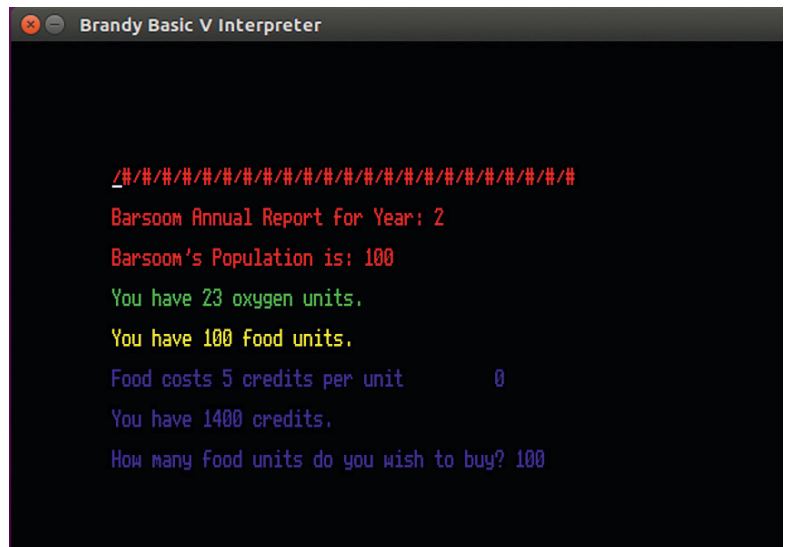 Brandy Basic V Interpreter
/#/#/#/#/#/#/#/#/#/#/#/#/#/#/#/#/#/#/#/#/#/#/#
Barsoom Annual Report for Year: 2
Barsoom's Population is: 100
You have 23 oxygen units.
You have 100 food units.
Food costs 5 credits per unit 0
You have 1400 credits.
How many food units do you wish to buy? 100